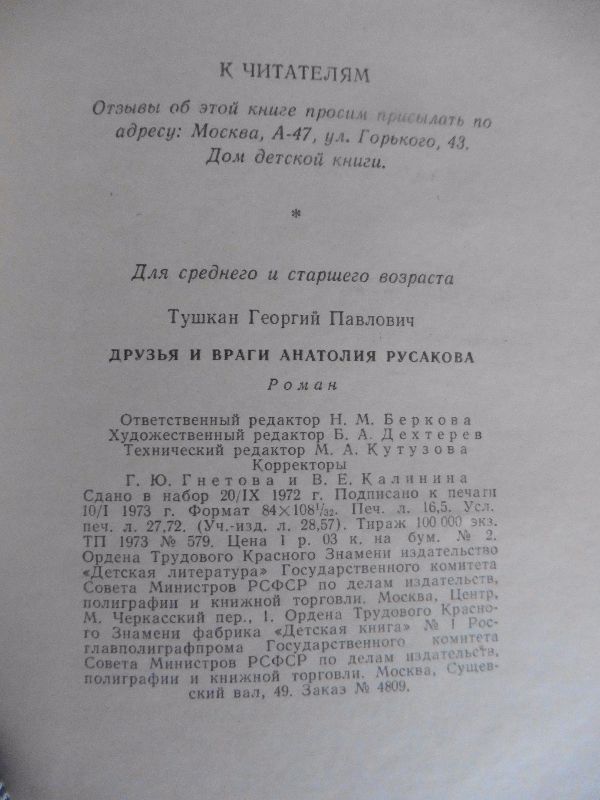 К ЧИТАТЕЛЯМ
Отзывы об этой книге просим присылать по
адресу: Москва, А-47, ул. Горького, 43.
Дом детской книги.
*
Для среднего и старшего возраста
Тушкан Георгий Павлович
ДРУЗЬЯ И ВРАГИ АНАТОЛИЯ РУСАКОВА
Роман
Ответственный редактор Н. М. Беркова
Художественный редактор Б. А. Дехтерев
Технический редактор М. А. Кутузова
Корректоры
Г. Ю. Гнетова и В. Е. Калинина
Сдано в набор 20/IX 1972 г. Подписано к печати
10/I 1973 г. Формат 84×108¹/₃₂. Печ. л. 16,5. Усл.
печ. л. 27,72. (Уч.-изд. л. 28,57). Тираж 100 000 экз.
ТП 1973 № 579. Цена 1 р. 03 к. на бум. № 2.
Ордена Трудового Красного Знамени издательство
«Детская литература» Государственного комитета
Совета Министров РСФСР по делам издательств,
полиграфии и книжной торговли. Москва, Центр,
М. Черкасский пер., 1. Ордена Трудового Красно-
го Знамени фабрика «Детская книга» № 1 Рос-
главполиграфпрома Государственного комитета
Совета Министров РСФСР по делам издательств,
полиграфии и книжной торговли. Москва, Сущев-
ский вал, 49. Заказ № 4809.